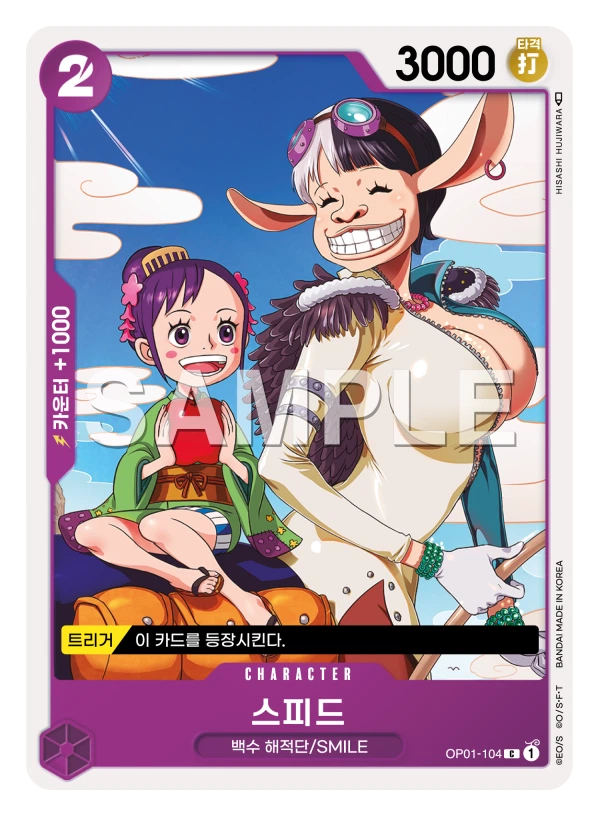 2
3000
타격
打
HISASHI HUJIWARA
카운터 +1000
SAMPLE
트리거 이 카드를 등장시킨다.
CHARACTER
스피드
백수 해적단/SMILE
OP01-104 C 1
©EO/S ©O/S·F·T BANDAI MADE IN KOREA